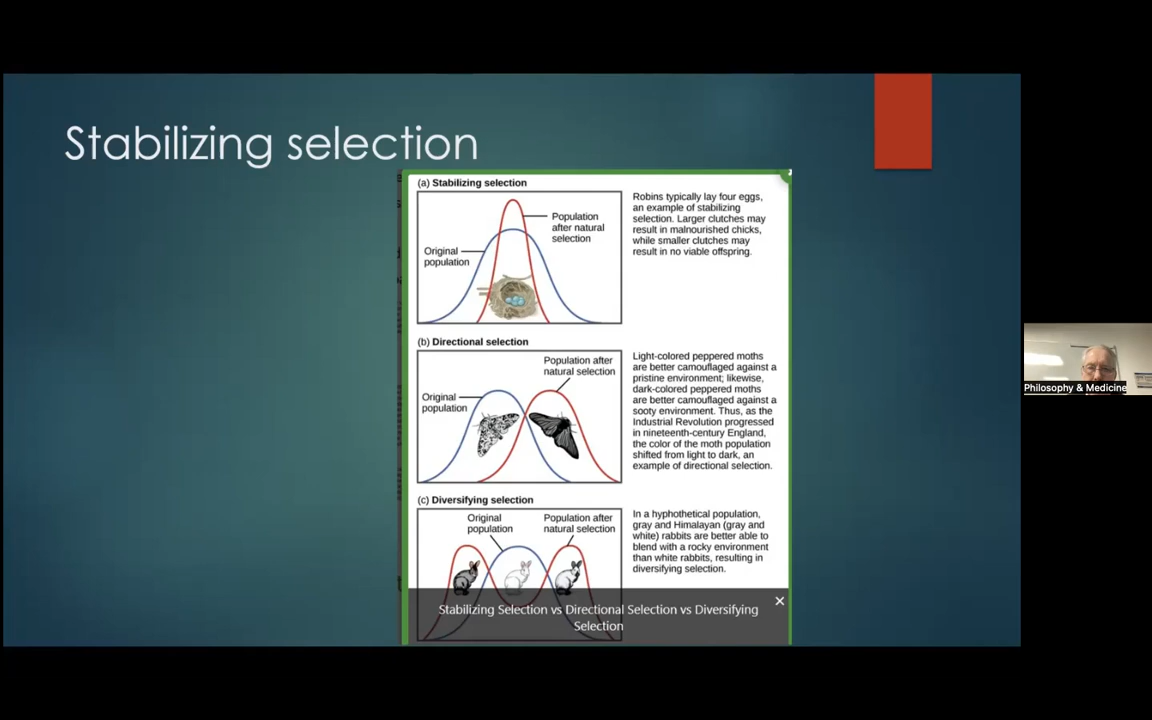 Stabilizing selection
(a) Stabilizing selection
Population
after natural
selection
Original
population
Robins typically lay four eggs,
an example of stabilizing
selection. Larger clutches may
result in malnourished chicks,
while smaller clutches may
result in no viable offspring.
(b) Directional selection
Population after
natural selection
Original
population
Light-colored peppered moths
are better camouflaged against a
pristine environment; likewise,
dark-colored peppered moths
are better camouflaged against a
sooty environment. Thus, as the
Industrial Revolution progressed
in nineteenth-century England,
the color of the moth population
shifted from light to dark, an
example of directional selection.
(c) Diversifying selection
Original
population
Population after
natural selection
In a hyphothetical population,
gray and Himalayan (gray and
white) rabbits are better able to
blend with a rocky environment
than white rabbits, resulting in
diversifying selection.
Stabilizing Selection vs Directional Selection vs Diversifying
Selection
Philosophy & Medicine